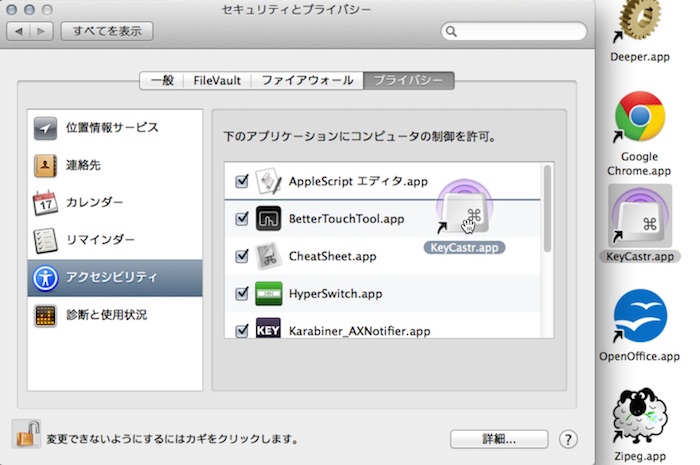 セキュリティとプライバシー
すべてを表示
一般
FileVault
ファイアウォール
プライバシー
位置情報サービス
連絡先
カレンダー
リマインダー
アクセシビリティ
診断と使用状況
下のアプリケーションにコンピュータの制御を許可。
AppleScript エディタ.app
BetterTouchTool.app
CheatSheet.app
HyperSwitch.app
KEY
Karabiner_AXNotifier.app
KeyCastr.app
変更できないようにするにはカギをクリックします。
詳細...
?
Deeper.app
Google
Chrome.app
KeyCastr.app
OpenOffice.app
Zipeg.app
17